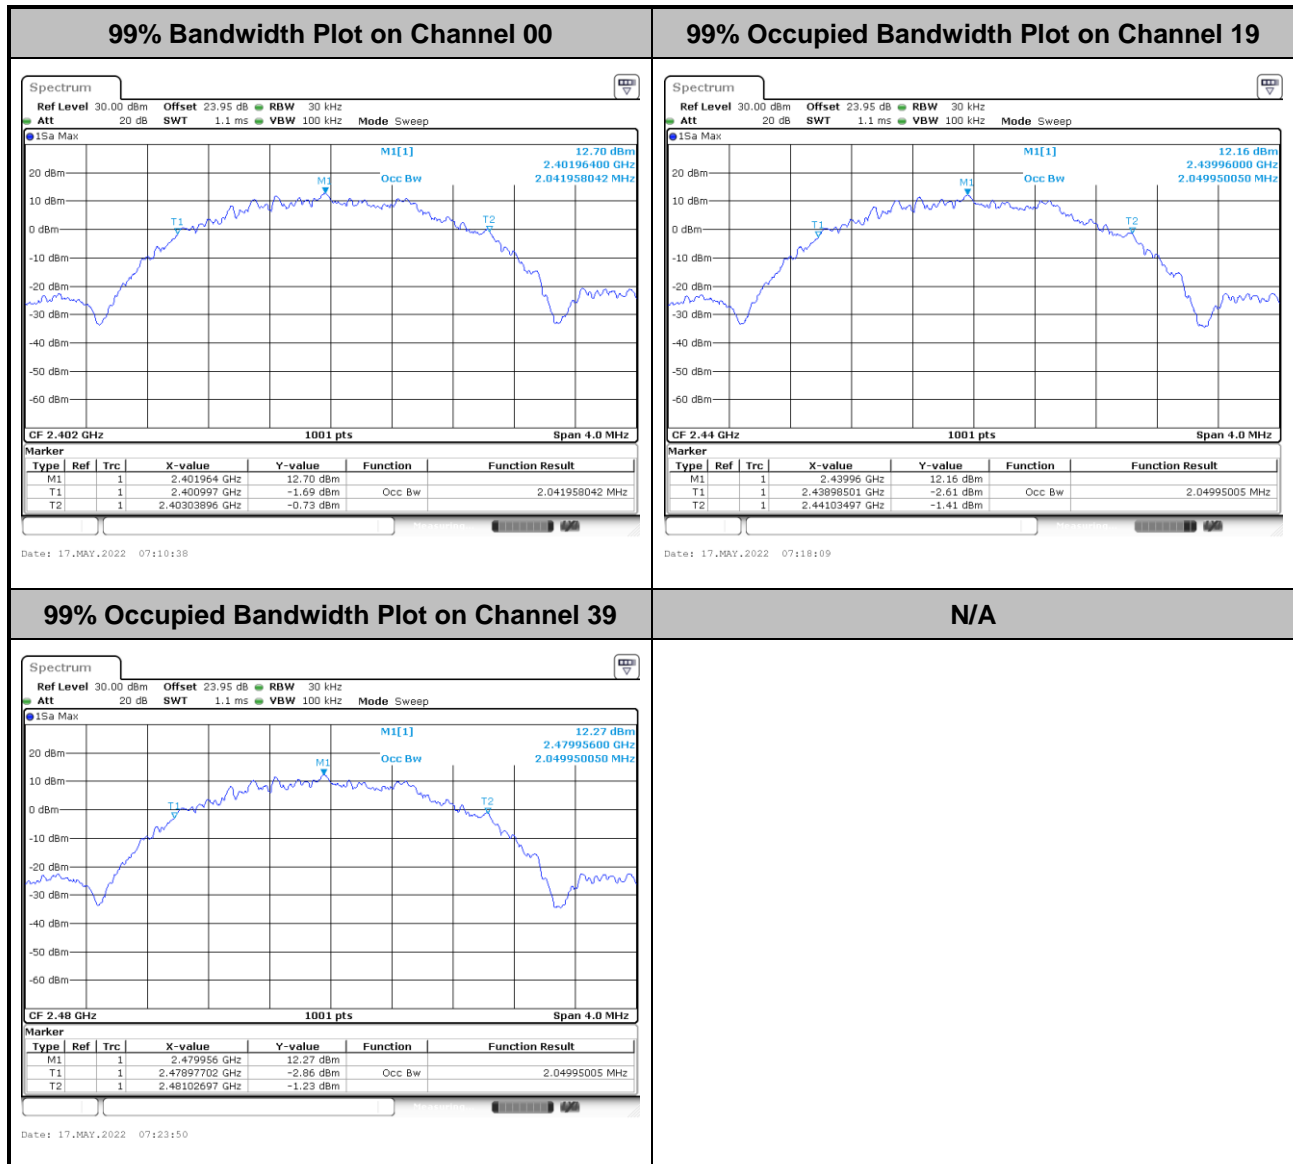 99% Bandwidth Plot on Channel 00
Spectrum
Ref Level 30.00 dBm Offset 23.95 dB RBW 30 kHz
Att 20 dB SWT 1.1 ms VBW 100 kHz Mode Sweep
1Sa Max
M1[1] 12.70 dBm
2.40196400 GHz
Occ Bw 2.041958042 MHz
20 dBm
10 dBm
0 dBm
-10 dBm
-20 dBm
-30 dBm
-40 dBm
-50 dBm
-60 dBm
M1
T1
T2
CF 2.402 GHz 1001 pts Span 4.0 MHz
Marker
Type Ref Trc X-value Y-value Function Function Result
M1 1 2.401964 GHz 12.70 dBm
T1 1 2.400997 GHz -1.69 dBm Occ Bw 2.041958042 MHz
T2 1 2.40303896 GHz -0.73 dBm
Date: 17.MAY.2022 07:10:38
99% Occupied Bandwidth Plot on Channel 19
Spectrum
Ref Level 30.00 dBm Offset 23.95 dB RBW 30 kHz
Att 20 dB SWT 1.1 ms VBW 100 kHz Mode Sweep
1Sa Max
M1[1] 12.16 dBm
2.43996000 GHz
Occ Bw 2.049950050 MHz
20 dBm
10 dBm
0 dBm
-10 dBm
-20 dBm
-30 dBm
-40 dBm
-50 dBm
-60 dBm
M1
T1
T2
CF 2.44 GHz 1001 pts Span 4.0 MHz
Marker
Type Ref Trc X-value Y-value Function Function Result
M1 1 2.43996 GHz 12.16 dBm
T1 1 2.43898501 GHz -2.61 dBm Occ Bw 2.04995005 MHz
T2 1 2.44103497 GHz -1.41 dBm
Date: 17.MAY.2022 07:18:09
99% Occupied Bandwidth Plot on Channel 39
Spectrum
Ref Level 30.00 dBm Offset 23.95 dB RBW 30 kHz
Att 20 dB SWT 1.1 ms VBW 100 kHz Mode Sweep
1Sa Max
M1[1] 12.27 dBm
2.47995600 GHz
Occ Bw 2.049950050 MHz
20 dBm
10 dBm
0 dBm
-10 dBm
-20 dBm
-30 dBm
-40 dBm
-50 dBm
-60 dBm
M1
T1
T2
CF 2.48 GHz 1001 pts Span 4.0 MHz
Marker
Type Ref Trc X-value Y-value Function Function Result
M1 1 2.479956 GHz 12.27 dBm
T1 1 2.47897702 GHz -2.86 dBm Occ Bw 2.04995005 MHz
T2 1 2.48102697 GHz -1.23 dBm
Date: 17.MAY.2022 07:23:50
N/A